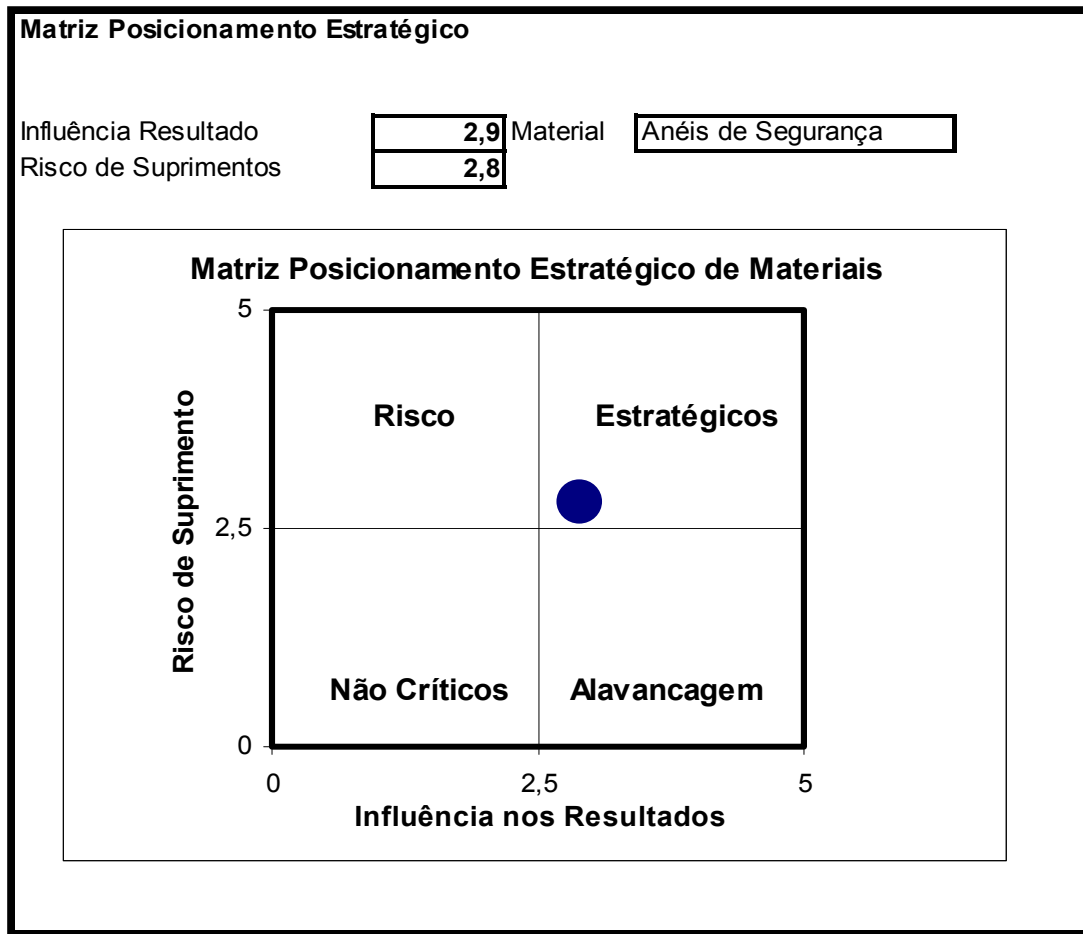 Matriz Posicionamento Estratégico
Influência Resultado 2,9 Material Anéis de Segurança
Risco de Suprimentos 2,8
Matriz Posicionamento Estratégico de Materiais
5
Risco Estratégicos
Risco de Suprimento
2,5
Não Críticos Alavancagem
0
0 2,5 5
Influência nos Resultados